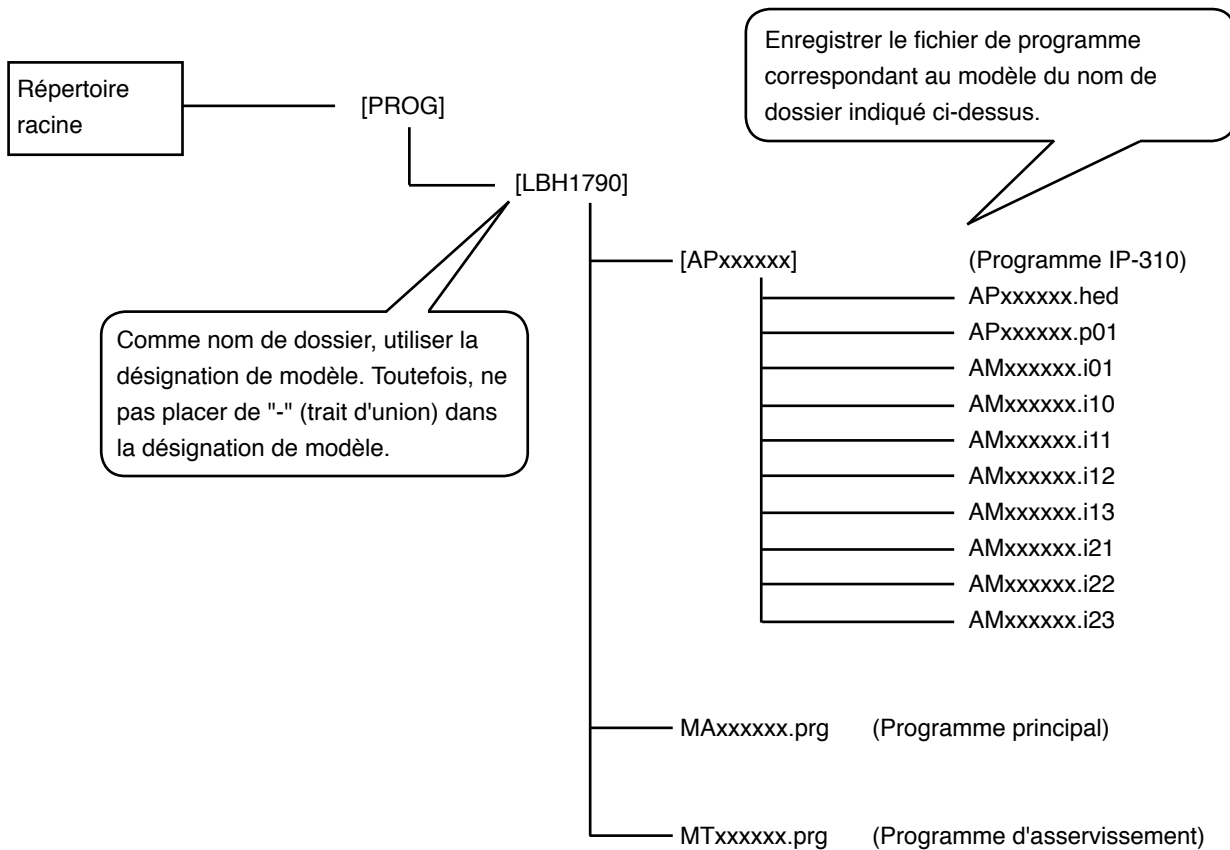 Enregistrer le fichier de programme
correspondant au modèle du nom de
dossier indiqué ci-dessus.
Répertoire
racine
[PROG]
[LBH1790]
[APxxxxxx]
(Programme IP-310)
APxxxxxx.hed
APxxxxxx.p01
AMxxxxxx.i01
AMxxxxxx.i10
AMxxxxxx.i11
AMxxxxxx.i12
AMxxxxxx.i13
AMxxxxxx.i21
AMxxxxxx.i22
AMxxxxxx.i23
Comme nom de dossier, utiliser la
désignation de modèle. Toutefois, ne
pas placer de "-" (trait d'union) dans
la désignation de modèle.
MAxxxxxx.prg (Programme principal)
MTxxxxxx.prg (Programme d'asservissement)